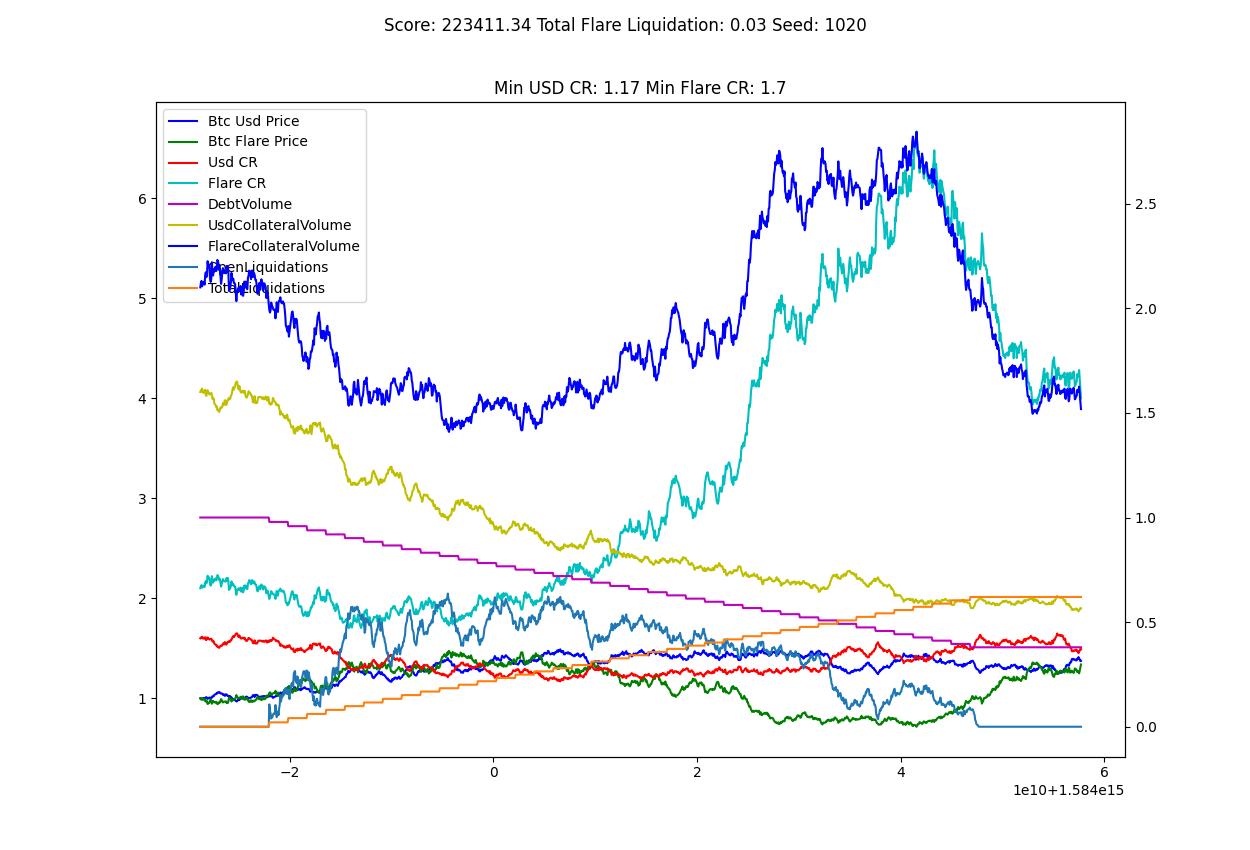 Score: 223411.34 Total Flare Liquidation: 0.03 Seed: 1020
Min USD CR: 1.17 Min Flare CR: 1.7
Btc Usd Price
Btc Flare Price
Usd CR
Flare CR
DebtVolume
UsdCollateralVolume
FlareCollateralVolume
OpenLiquidations
TotalLiquidations
6
5
4
3
2
1
2.5
2.0
1.5
1.0
0.5
0.0
−2
0
2
4
6
1e10+1.584e15